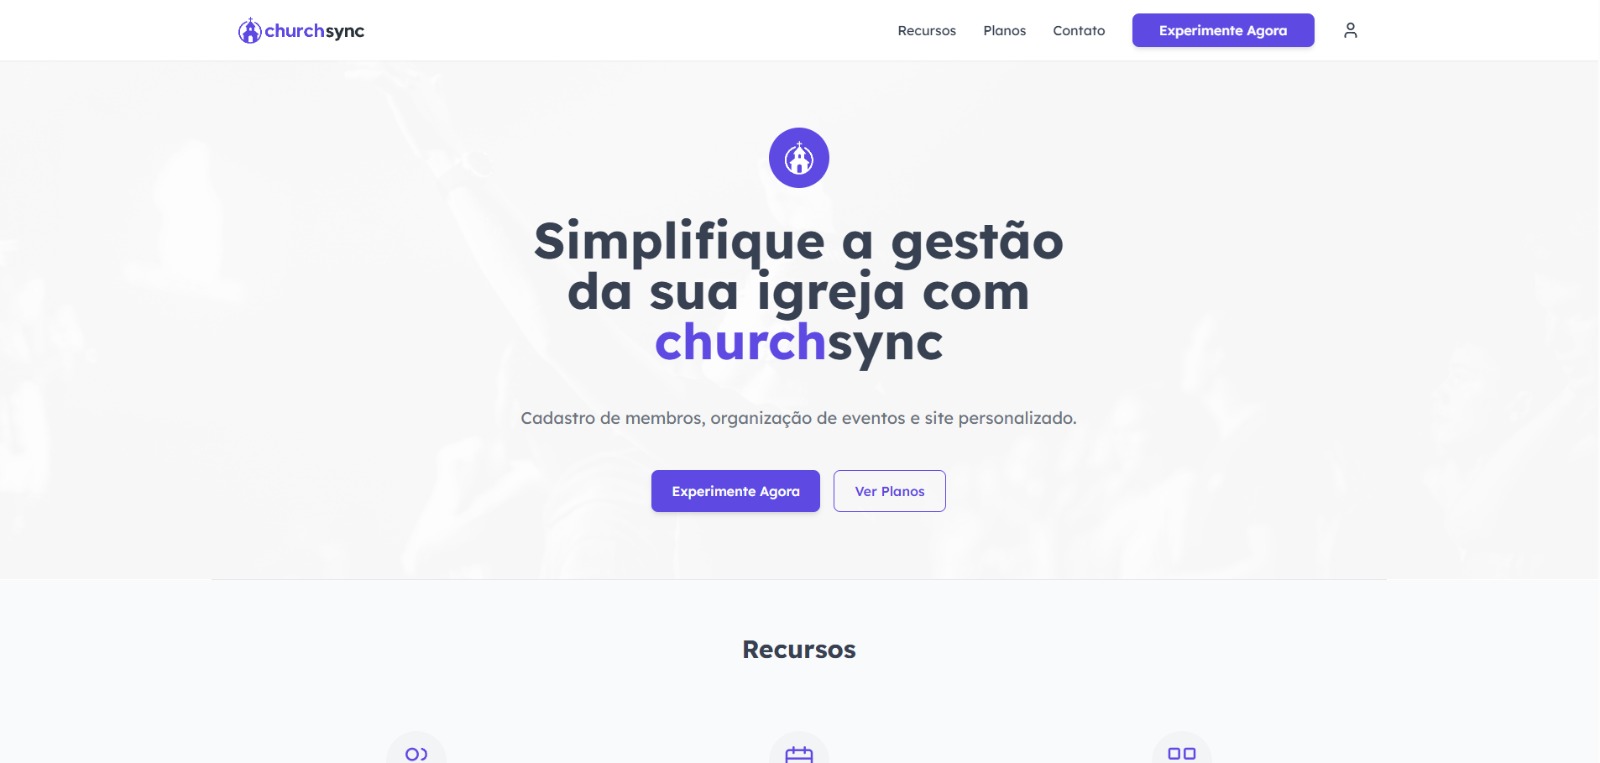 churchsync
Recursos
Planos
Contato
Experimente Agora
Simplifique a gestão
da sua igreja com
churchsync
Cadastro de membros, organização de eventos e site personalizado.
Experimente Agora
Ver Planos
Recursos